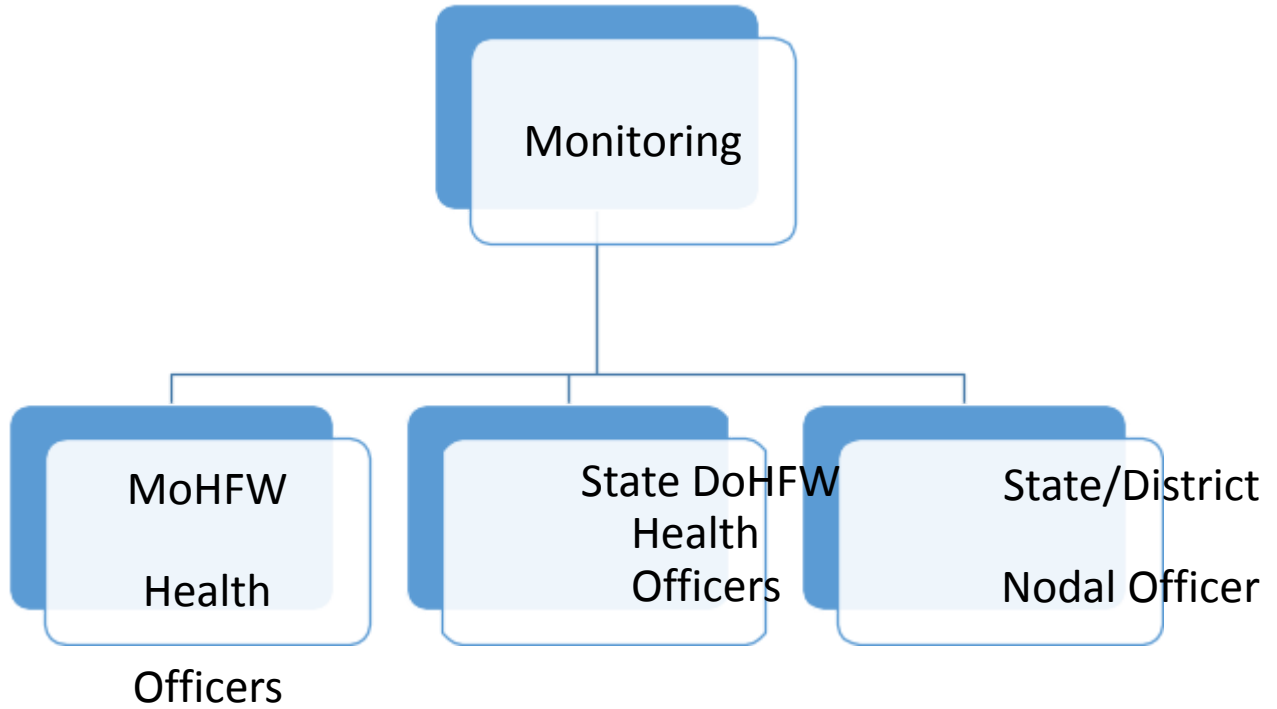 Monitoring
MoHFW
Health
Officers
State DoHFW
Health
Officers
State/District
Nodal Officer